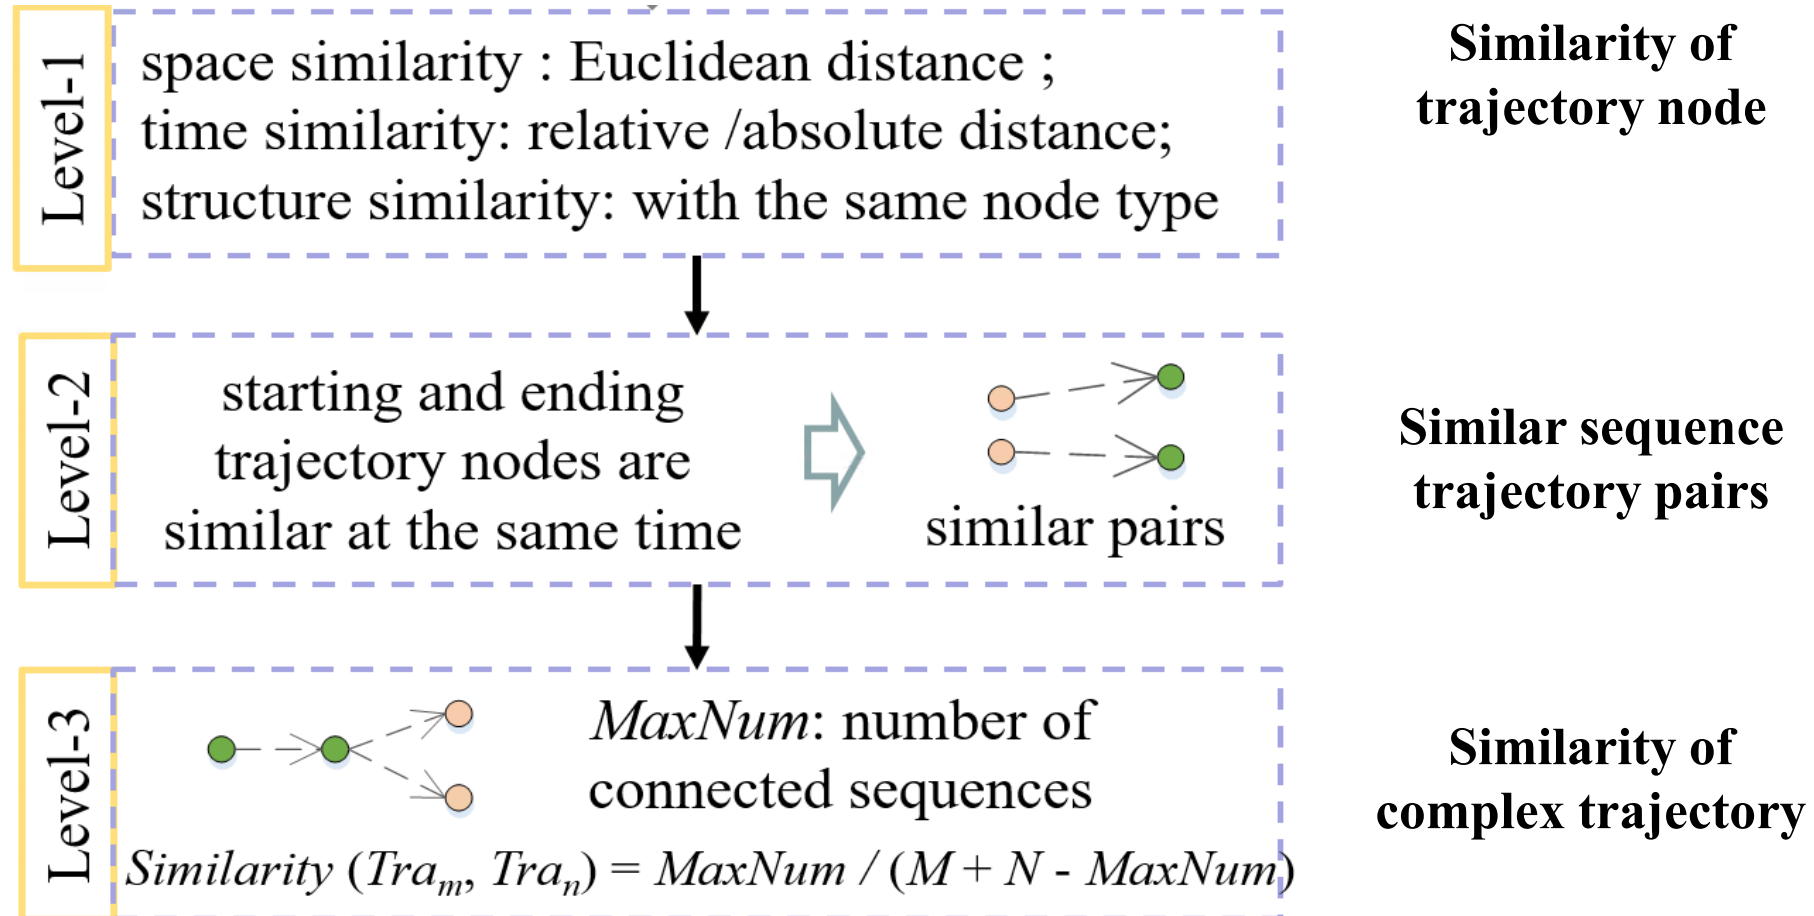 Level-1
space similarity : Euclidean distance ;
time similarity: relative /absolute distance;
structure similarity: with the same node type
Similarity of
trajectory node
Level-2
starting and ending
trajectory nodes are
similar at the same time
similar pairs
Similar sequence
trajectory pairs
Level-3
MaxNum: number of
connected sequences
Similarity (Tra_m, Tra_n) = MaxNum / (M + N - MaxNum)
Similarity of
complex trajectory